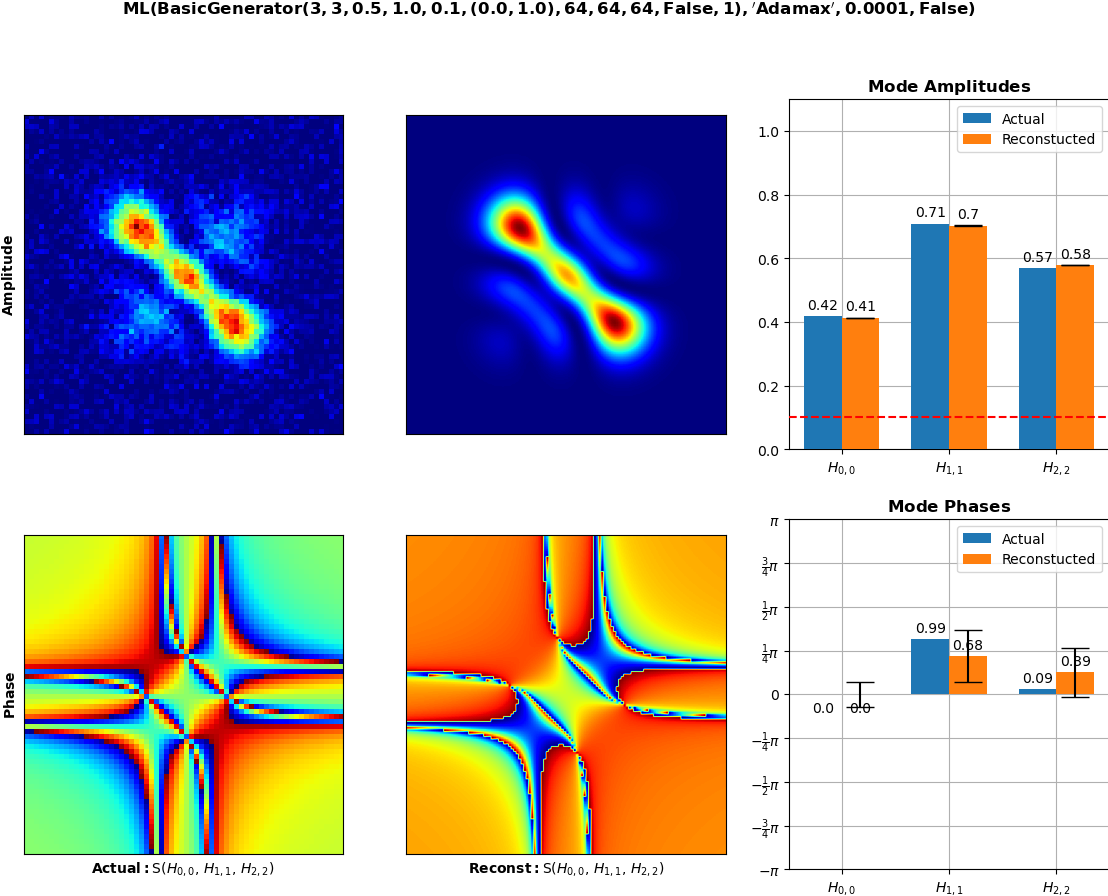 ML(BasicGenerator(3, 3, 0.5, 1.0, 0.1, (0.0, 1.0), 64, 64, 64, False, 1), ′Adamax′, 0.0001, False)
Mode Amplitudes
Actual
Reconstucted
1.0
0.8
0.6
0.4
0.2
0.0
0.42
0.41
0.71
0.7
0.57
0.58
H0,0
H1,1
H2,2
Amplitude
Mode Phases
Actual
Reconstucted
π
3/4π
1/2π
1/4π
0
−1/4π
−1/2π
−3/4π
−π
0.0
0.0
0.99
0.68
0.09
0.39
H0,0
H1,1
H2,2
Phase
Actual: S(H0,0, H1,1, H2,2)
Reconst: S(H0,0, H1,1, H2,2)